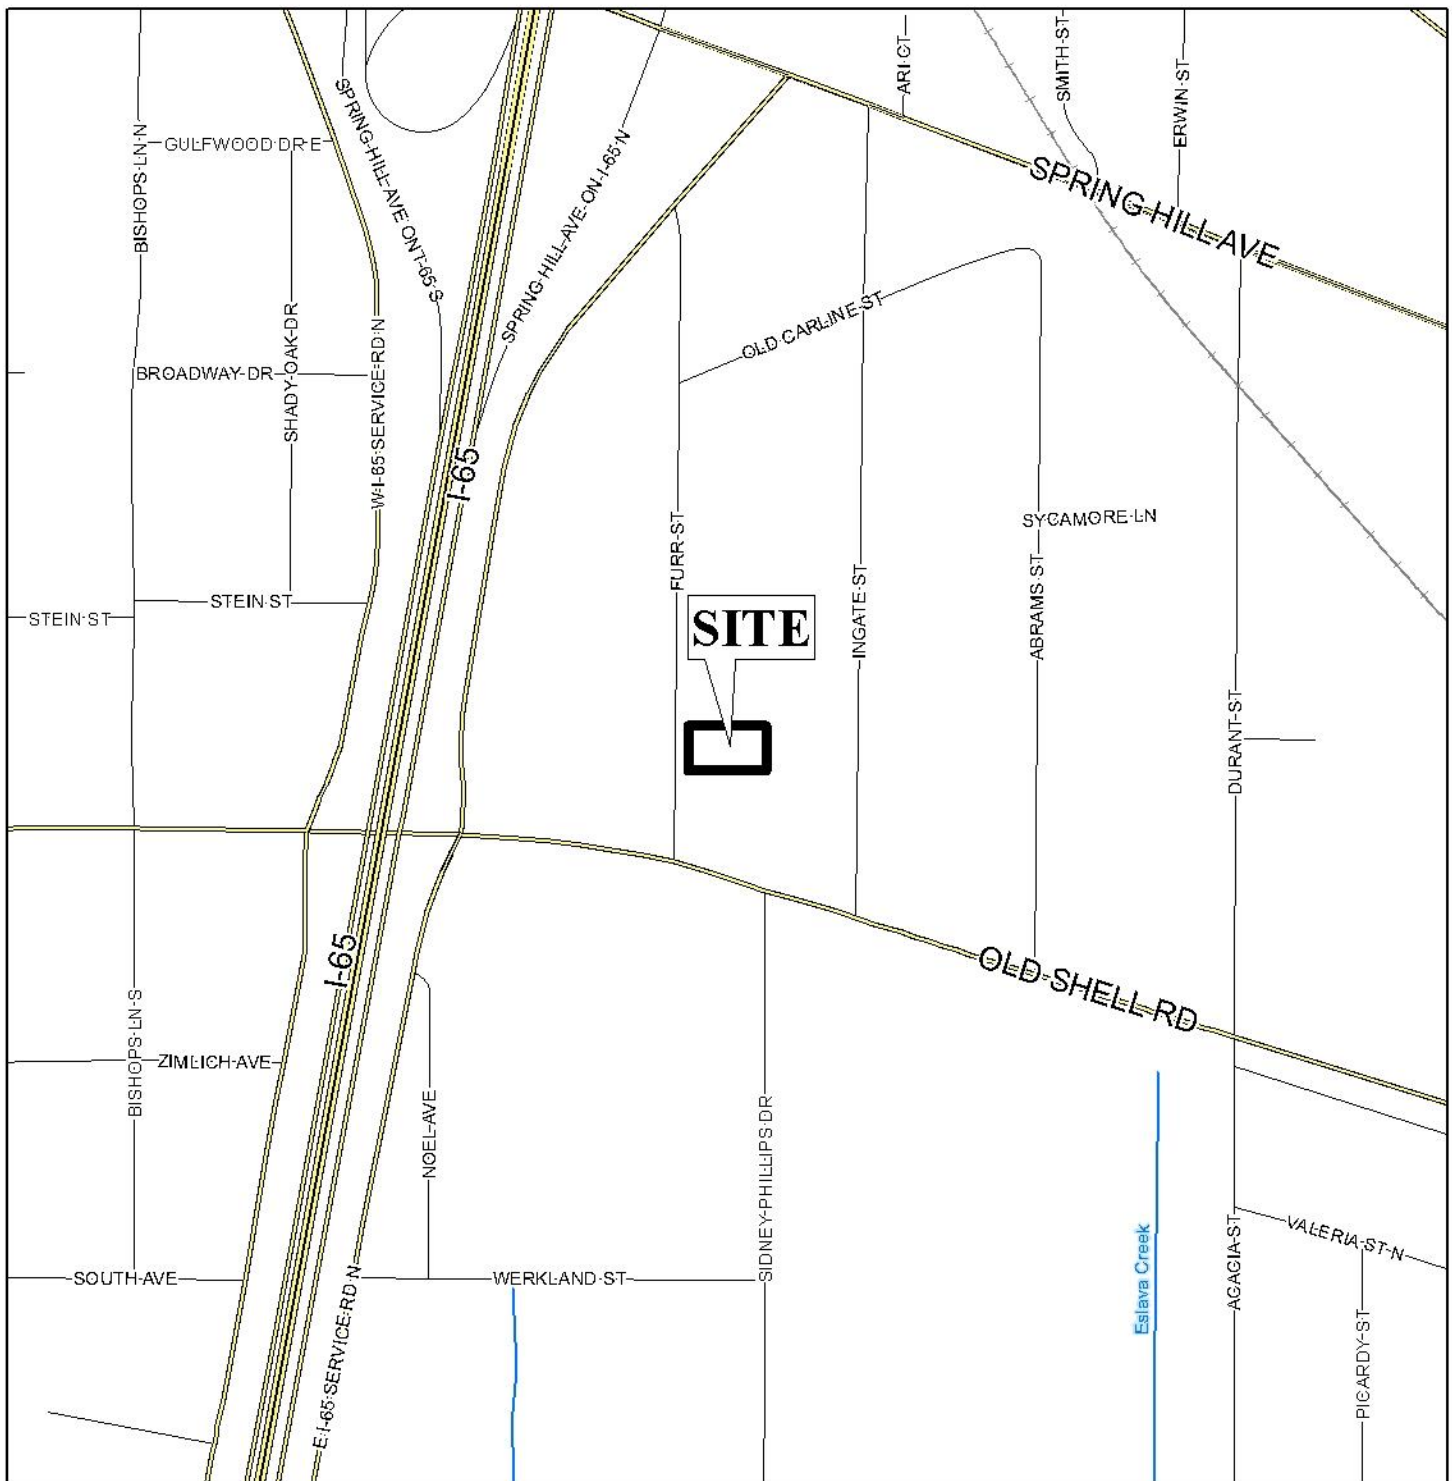 ARI CT
SMITH ST
ERWIN ST
SPRING HILL AVE ON I-65 S
SPRING HILL AVE ON I-65 N
GULFWOOD DR E
BISHOPS LN N
SPRING HILL AVE
OLD CARLINE ST
SHADY OAK DR
W I-65 SERVICE RD N
BROADWAY DR
I-65
FURR ST
SYCAMORE LN
INGATE ST
ABRAMS ST
STEIN ST
STEIN ST
SITE
DURANT ST
I-65
OLD SHELL RD
BISHOPS LN S
ZIMLICH AVE
NOEL AVE
SIDNEY PHILLIPS DR
Eslava Creek
ACACIA ST
VALERIA ST N
SOUTH AVE
WERKLAND ST
E I-65 SERVICE RD N
PICARDY ST